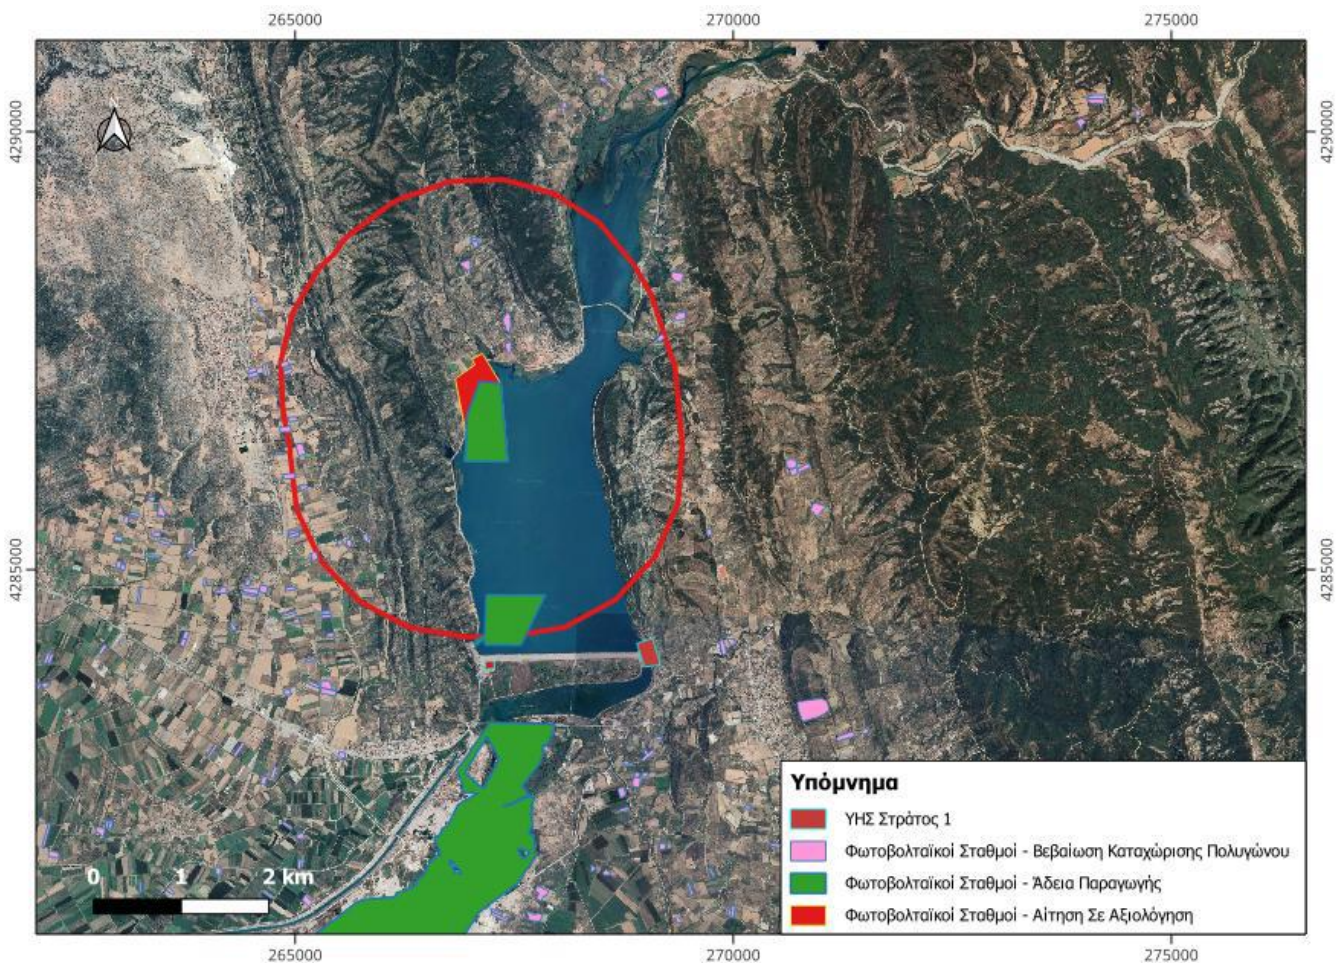 265000 270000 275000
4290000 4290000
4285000 4285000
Υπόμνημα
ΥΗΣ Στράτος 1
Φωτοβολταϊκοί Σταθμοί - Βεβαίωση Καταχώρισης Πολυγώνου
Φωτοβολταϊκοί Σταθμοί - Άδεια Παραγωγής
Φωτοβολταϊκοί Σταθμοί - Αίτηση Σε Αξιολόγηση
0 1 2 km
265000 270000 275000